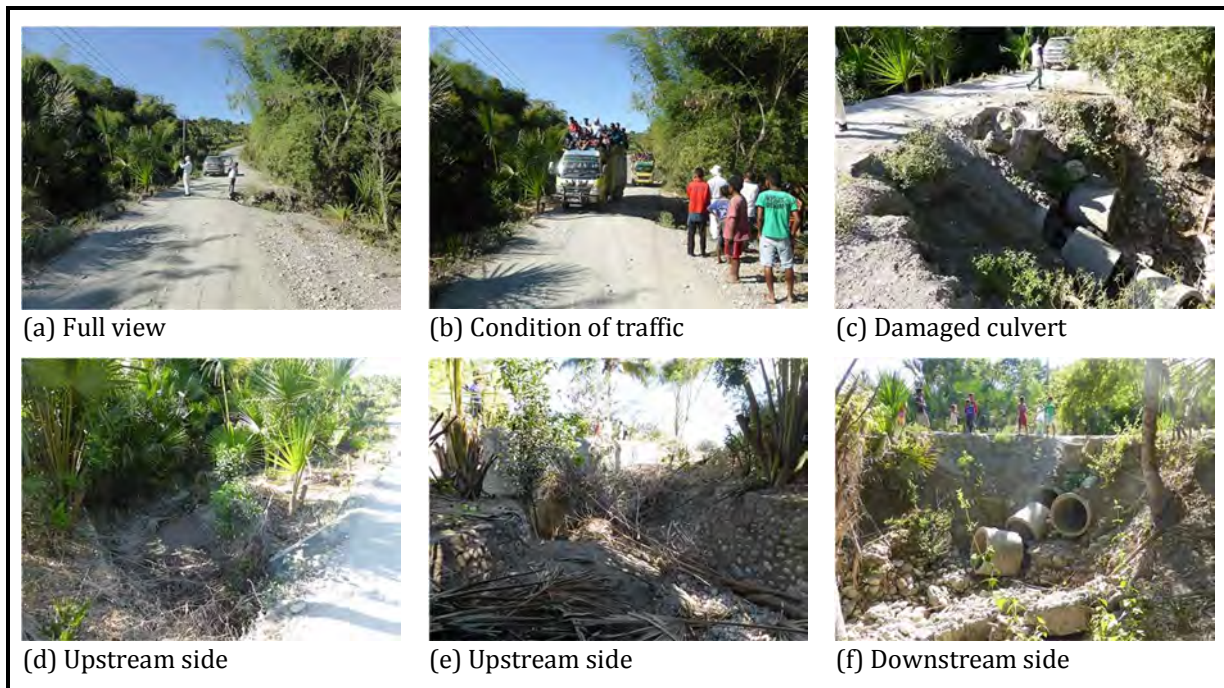 (a) Full view
(b) Condition of traffic
(c) Damaged culvert
(d) Upstream side
(e) Upstream side
(f) Downstream side